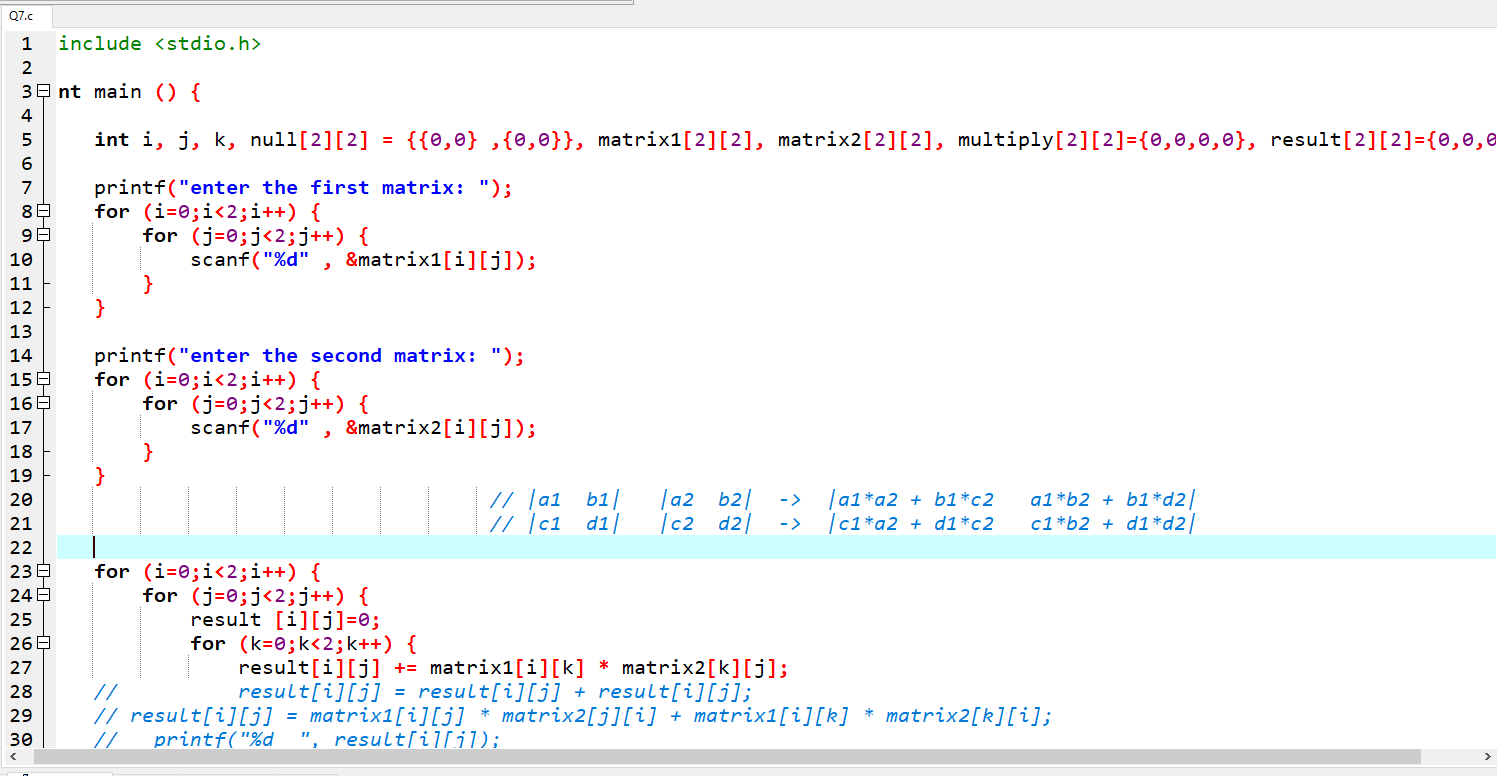 Q7.c
1 include <stdio.h>
2
3 nt main () {
4
5 int i, j, k, null[2][2] = {{0,0} ,{0,0}}, matrix1[2][2], matrix2[2][2], multiply[2][2]={0,0,0,0}, result[2][2]={0,0,0
6
7 printf("enter the first matrix: ");
8 for (i=0;i<2;i++) {
9 for (j=0;j<2;j++) {
10 scanf("%d" , &matrix1[i][j]);
11 }
12 }
13
14 printf("enter the second matrix: ");
15 for (i=0;i<2;i++) {
16 for (j=0;j<2;j++) {
17 scanf("%d" , &matrix2[i][j]);
18 }
19 }
20 // |a1  b1|   |a2  b2|  ->  |a1*a2 + b1*c2   a1*b2 + b1*d2|
21 // |c1  d1|   |c2  d2|  ->  |c1*a2 + d1*c2   c1*b2 + d1*d2|
22
23 for (i=0;i<2;i++) {
24 for (j=0;j<2;j++) {
25 result [i][j]=0;
26 for (k=0;k<2;k++) {
27 result[i][j] += matrix1[i][k] * matrix2[k][j];
28 // result[i][j] = result[i][j] + result[i][j];
29 // result[i][j] = matrix1[i][j] * matrix2[j][i] + matrix1[i][k] * matrix2[k][i];
30 // printf("%d  ", result[i][j]);